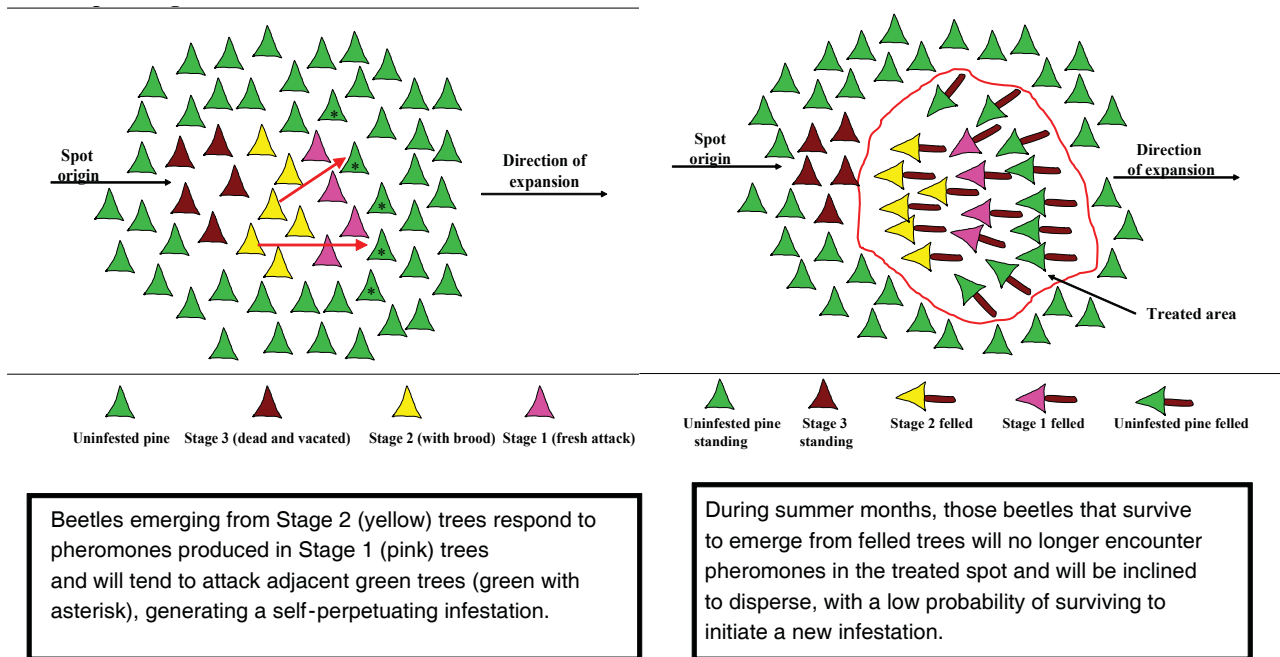 Spot
origin
Direction of
expansion
*
*
*
*
*
Uninfested pine
Stage 3 (dead and vacated)
Stage 2 (with brood)
Stage 1 (fresh attack)
Beetles emerging from Stage 2 (yellow) trees respond to
pheromones produced in Stage 1 (pink) trees
and will tend to attack adjacent green trees (green with
asterisk), generating a self-perpetuating infestation.
Spot
origin
Direction
of expansion
Treated area
Uninfested pine
standing
Stage 3
standing
Stage 2 felled
Stage 1 felled
Uninfested pine felled
During summer months, those beetles that survive
to emerge from felled trees will no longer encounter
pheromones in the treated spot and will be inclined
to disperse, with a low probability of surviving to
initiate a new infestation.